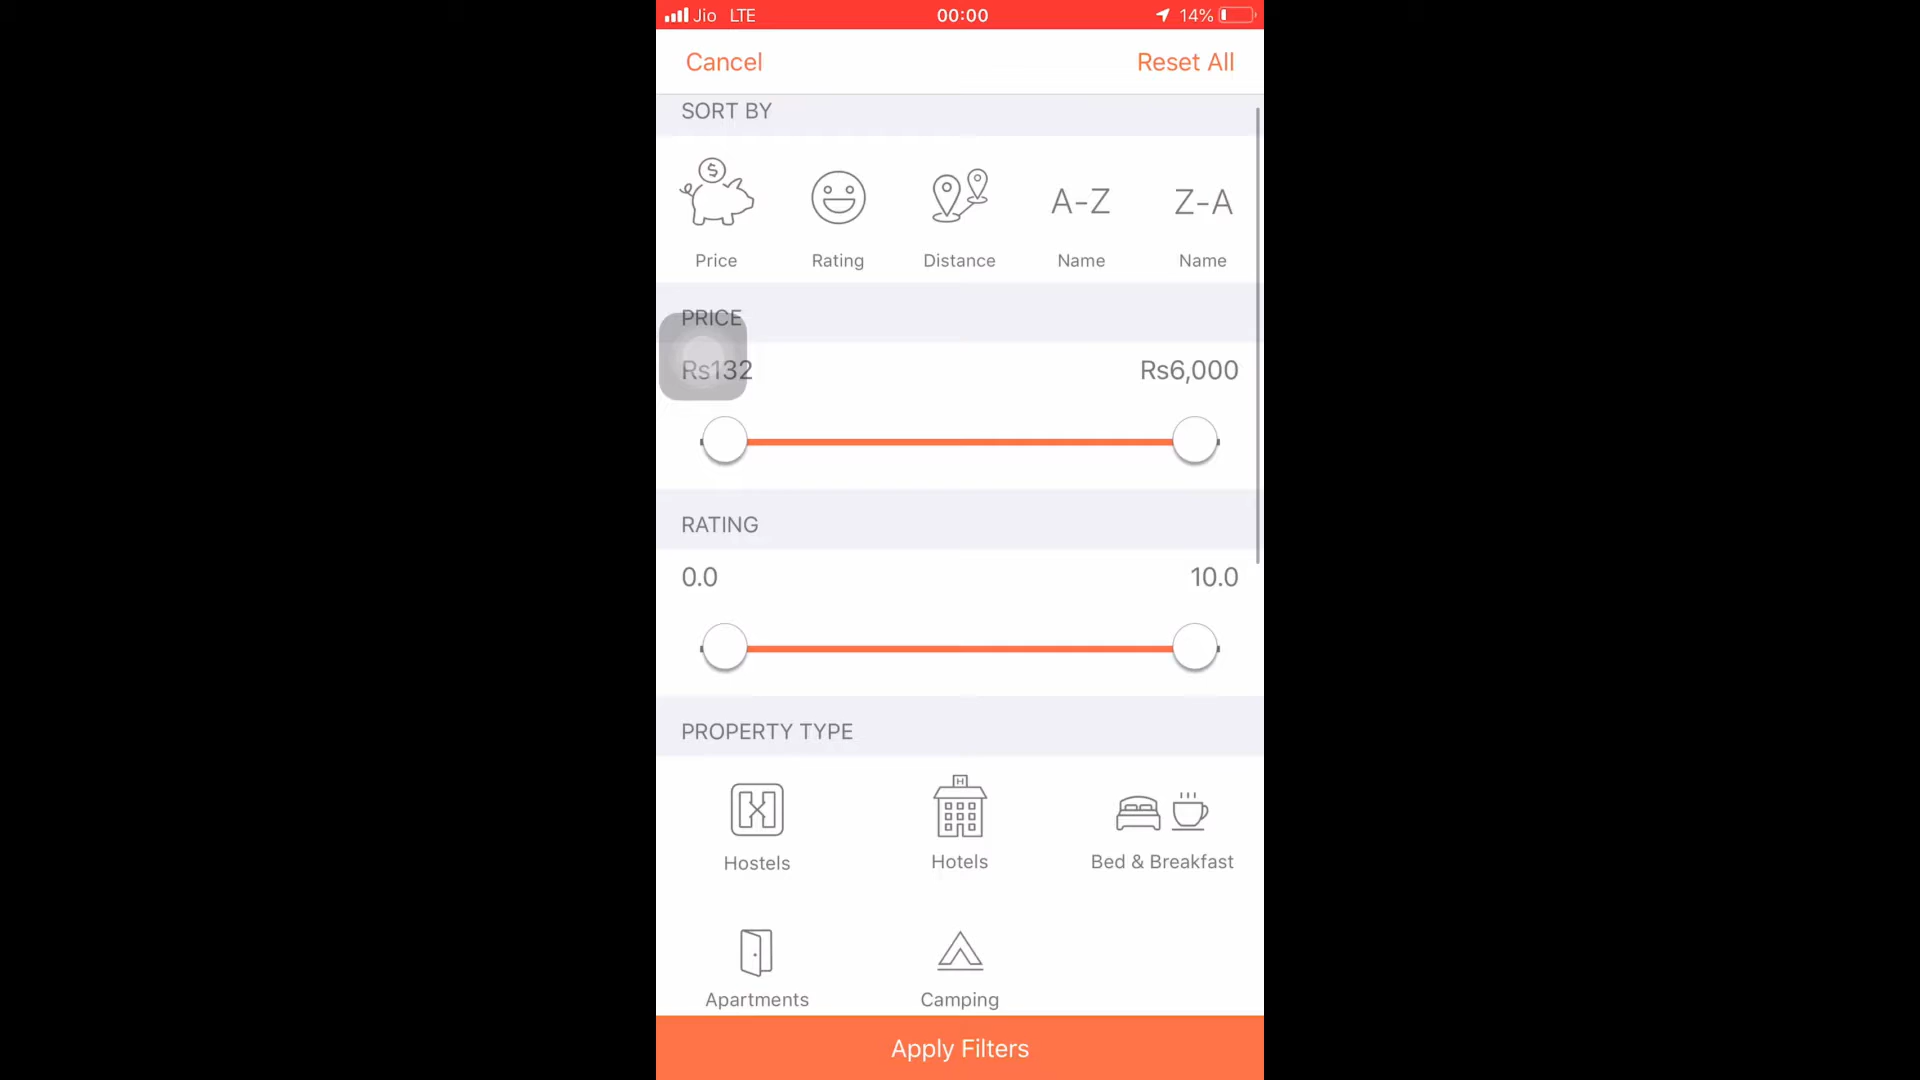 Jio LTE 00:00 14%
Cancel Reset All
SORT BY
$
A-Z Z-A
Price Rating Distance Name Name
PRICE
Rs132 Rs6,000
RATING
0.0 10.0
PROPERTY TYPE
H
Hostels Hotels Bed & Breakfast
Apartments Camping
Apply Filters